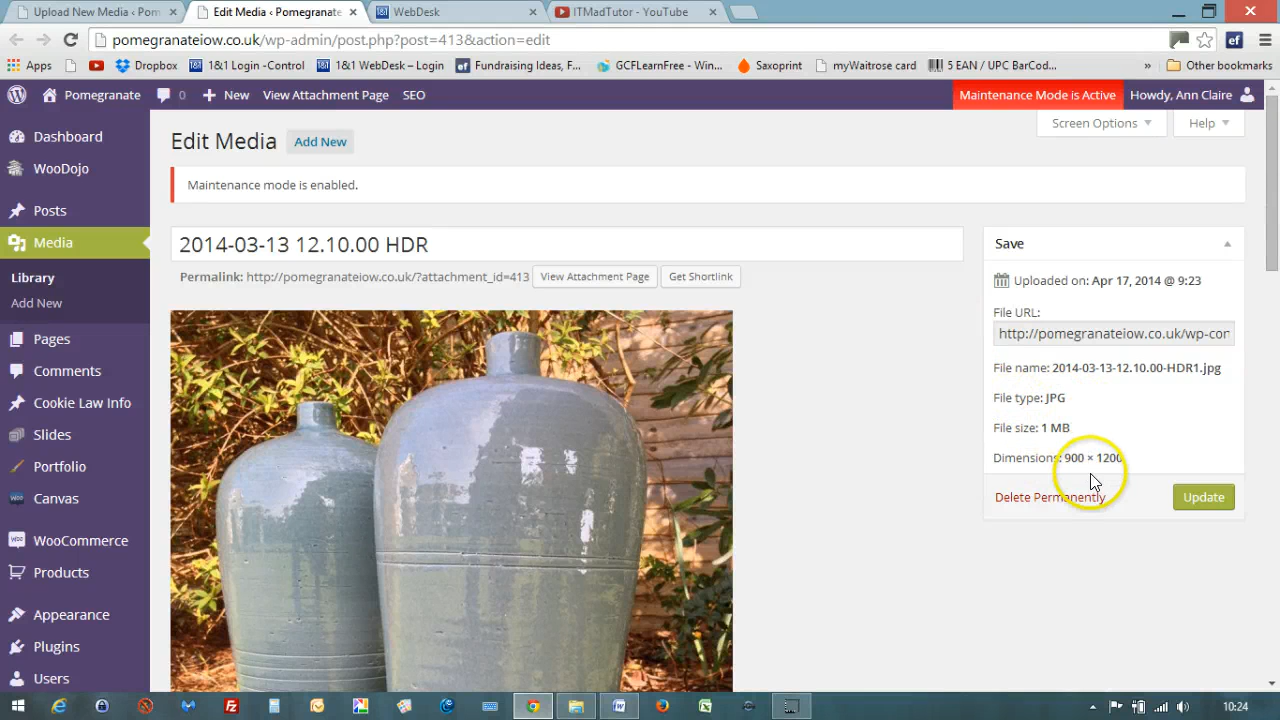 Upload New Media ‹ Pom
Edit Media ‹ Pomegranate
WebDesk
ITMadTutor - YouTube
pomegranateiow.co.uk/wp-admin/post.php?post=413&action=edit
Apps
Dropbox
1&1 Login -Control
1&1 WebDesk – Login
Fundraising Ideas, F...
GCFLearnFree - Win...
Saxoprint
myWaitrose card
5 EAN / UPC BarCod...
»
Other bookmarks
Pomegranate
0
New
View Attachment Page
SEO
Maintenance Mode is Active
Howdy, Ann Claire
Dashboard
WooDojo
Posts
Media
Library
Add New
Pages
Comments
Cookie Law Info
Slides
Portfolio
Canvas
WooCommerce
Products
Appearance
Plugins
Users
Edit Media
Add New
Screen Options
Help
Maintenance mode is enabled.
2014-03-13 12.10.00 HDR
Permalink: http://pomegranateiow.co.uk/?attachment_id=413
View Attachment Page
Get Shortlink
Save
Uploaded on: Apr 17, 2014 @ 9:23
File URL:
http://pomegranateiow.co.uk/wp-con
File name: 2014-03-13-12.10.00-HDR1.jpg
File type: JPG
File size: 1 MB
Dimensions: 900 × 1200
Delete Permanently
Update
10:24